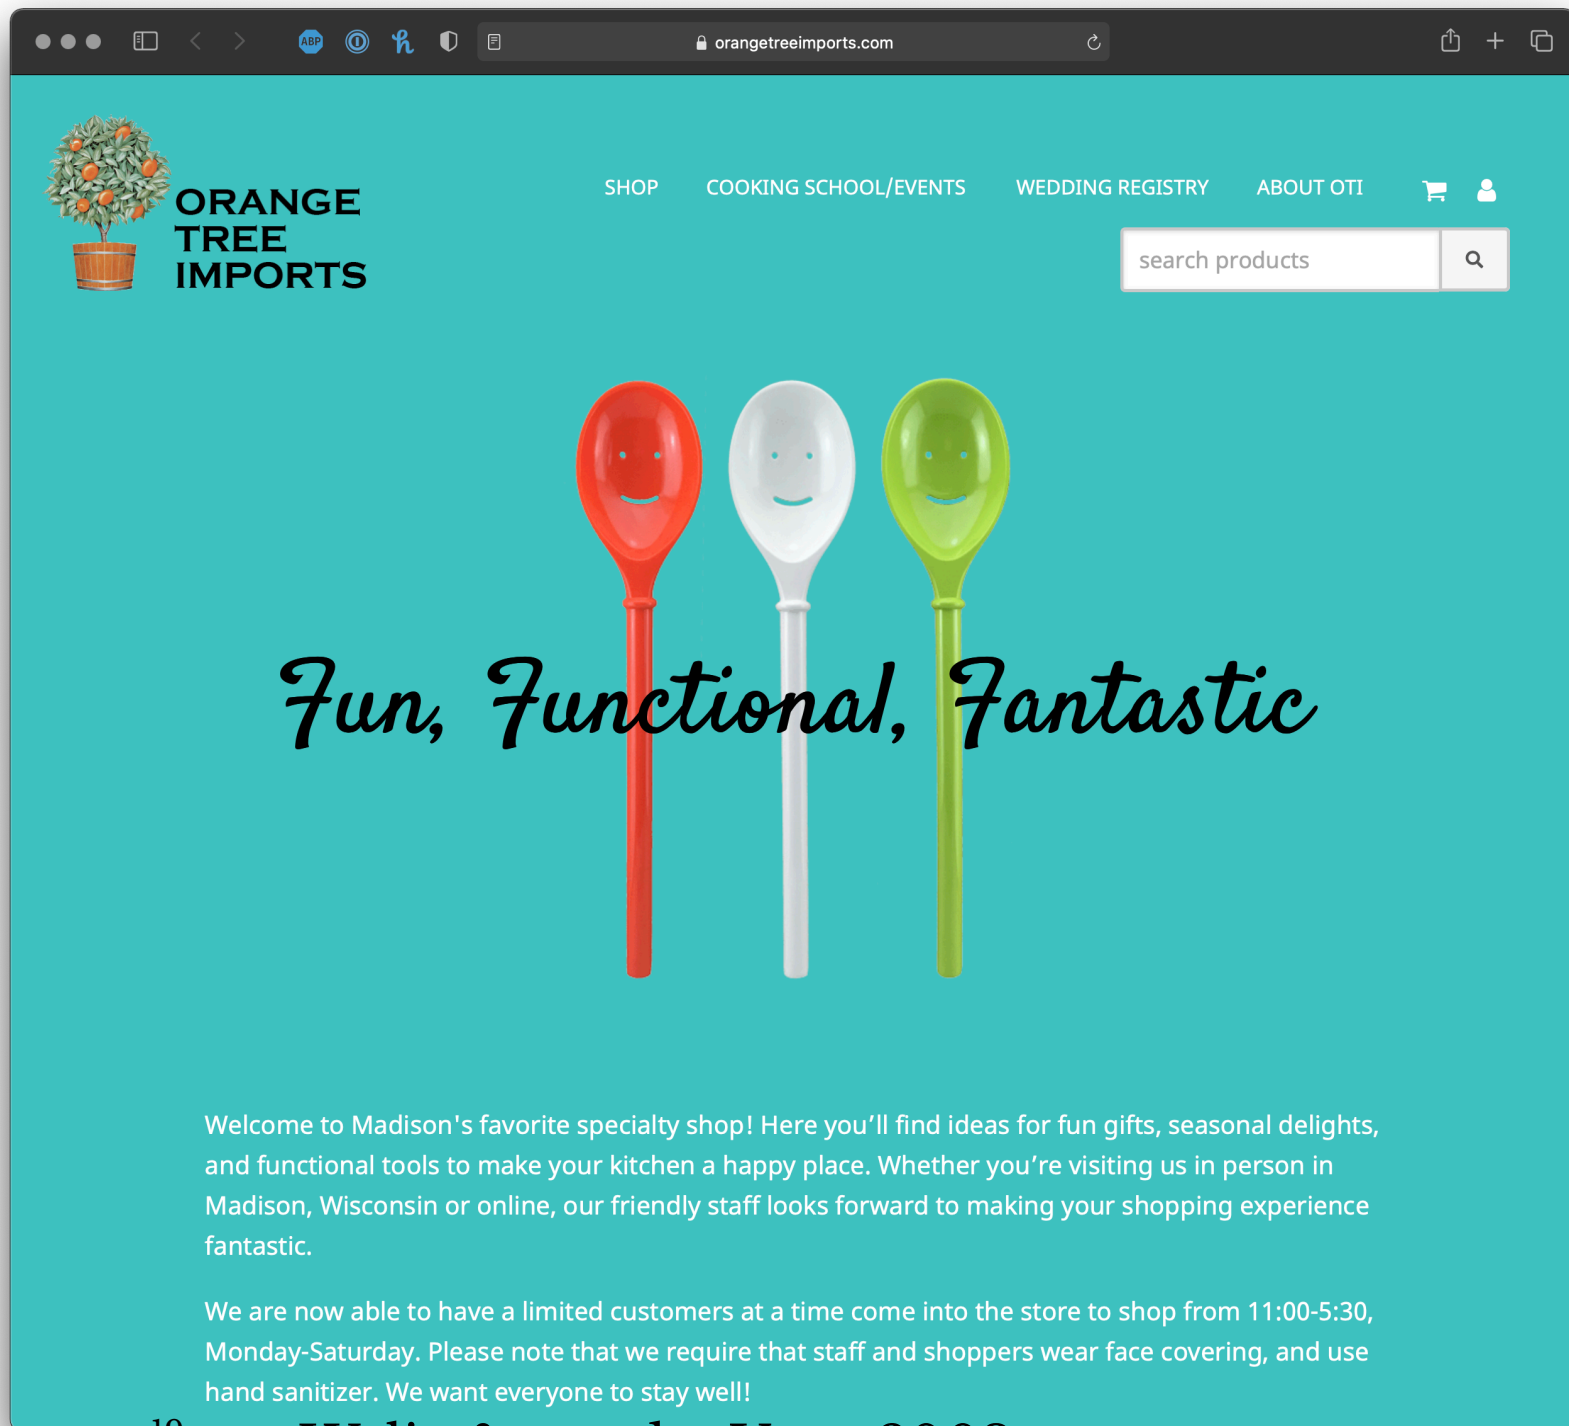 ABP
orangetreeimports.com
ORANGE
TREE
IMPORTS
SHOP COOKING SCHOOL/EVENTS WEDDING REGISTRY ABOUT OTI
search products
Fun, Functional, Fantastic
Welcome to Madison's favorite specialty shop! Here you’ll find ideas for fun gifts, seasonal delights,
and functional tools to make your kitchen a happy place. Whether you’re visiting us in person in
Madison, Wisconsin or online, our friendly staff looks forward to making your shopping experience
fantastic.
We are now able to have a limited customers at a time come into the store to shop from 11:00-5:30,
Monday-Saturday. Please note that we require that staff and shoppers wear face covering, and use
hand sanitizer. We want everyone to stay well!